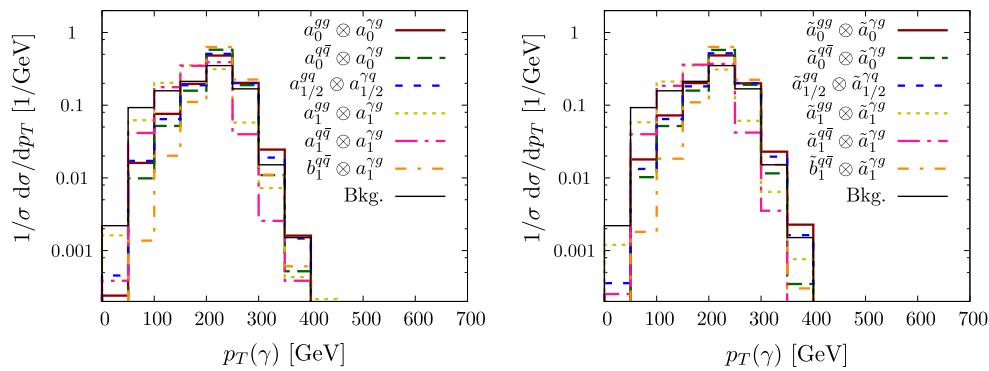 1/σ dσ/dp_T [1/GeV]
1
0.1
0.01
0.001
a_0^{gg} ⊗ a_0^{γg}
a_0^{qq̄} ⊗ a_0^{γg}
a_{1/2}^{gq} ⊗ a_{1/2}^{γq}
a_1^{gg} ⊗ a_1^{γg}
a_1^{qq̄} ⊗ a_1^{γg}
b_1^{qq̄} ⊗ a_1^{γg}
Bkg.
0 100 200 300 400 500 600 700
p_T(γ) [GeV]
1/σ dσ/dp_T [1/GeV]
1
0.1
0.01
0.001
ã_0^{gg} ⊗ ã_0^{γg}
ã_0^{qq̄} ⊗ ã_0^{γg}
ã_{1/2}^{gq} ⊗ ã_{1/2}^{γq}
ã_1^{gg} ⊗ ã_1^{γg}
ã_1^{qq̄} ⊗ ã_1^{γg}
b̃_1^{qq̄} ⊗ ã_1^{γg}
Bkg.
0 100 200 300 400 500 600 700
p_T(γ) [GeV]